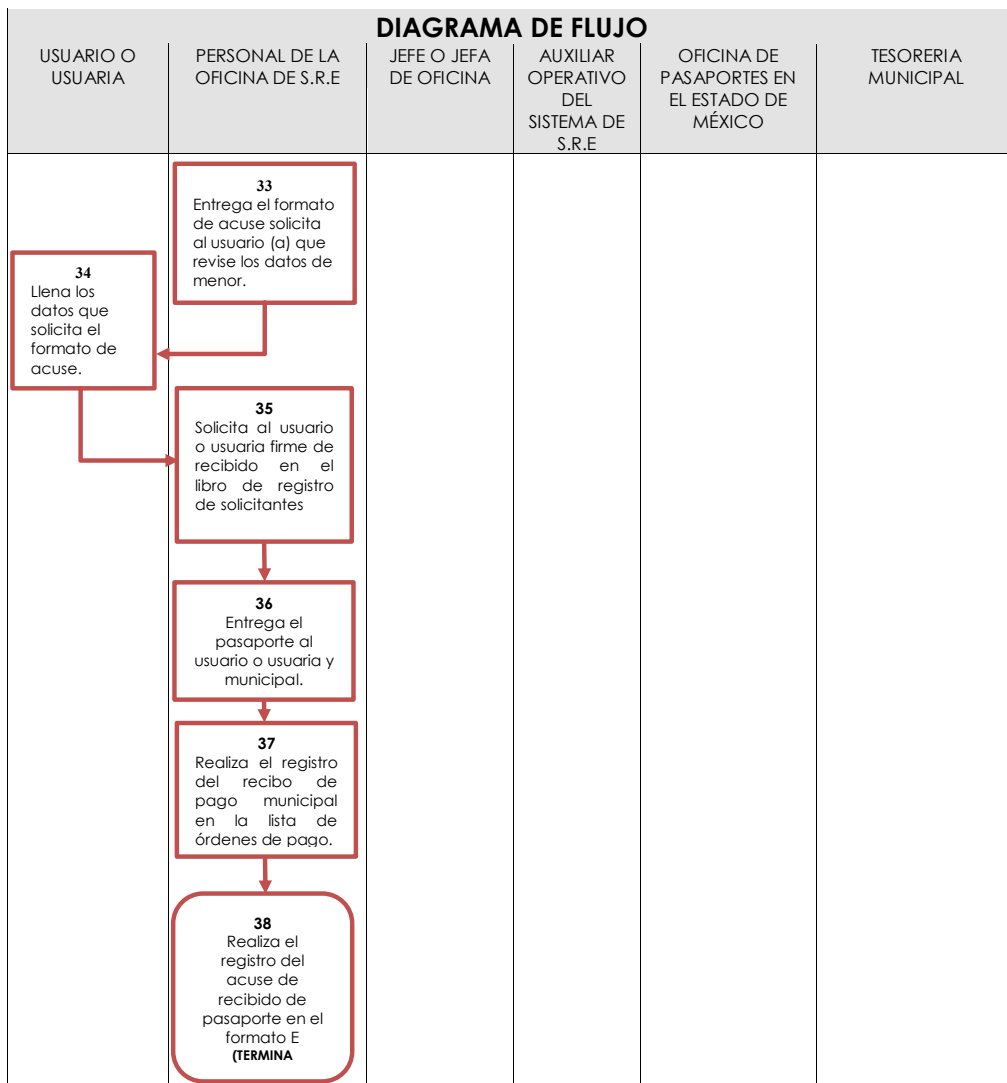 DIAGRAMA DE FLUJO
USUARIO O
USUARIA
PERSONAL DE LA
OFICINA DE S.R.E
JEFE O JEFA
DE OFICINA
AUXILIAR
OPERATIVO
DEL
SISTEMA DE
S.R.E
OFICINA DE
PASAPORTES EN
EL ESTADO DE
MÉXICO
TESORERIA
MUNICIPAL
33
Entrega el formato
de acuse solicita
al usuario (a) que
revise los datos de
menor.
34
Llena los
datos que
solicita el
formato de
acuse.
35
Solicita al usuario
o usuaria firme de
recibido en el
libro de registro
de solicitantes
36
Entrega el
pasaporte al
usuario o usuaria y
municipal.
37
Realiza el registro
del recibo de
pago municipal
en la lista de
órdenes de pago.
38
Realiza el
registro del
acuse de
recibido de
pasaporte en el
formato E
(TERMINA